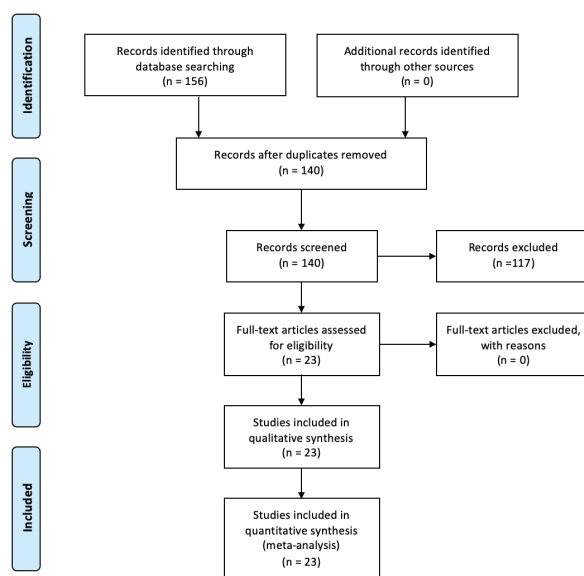 Identification
Records identified through
database searching
(n = 156)
Additional records identified
through other sources
(n = 0)
Records after duplicates removed
(n = 140)
Screening
Records screened
(n = 140)
Records excluded
(n =117)
Eligibility
Full-text articles assessed
for eligibility
(n = 23)
Full-text articles excluded,
with reasons
(n = 0)
Studies included in
qualitative synthesis
(n = 23)
Included
Studies included in
quantitative synthesis
(meta-analysis)
(n = 23)